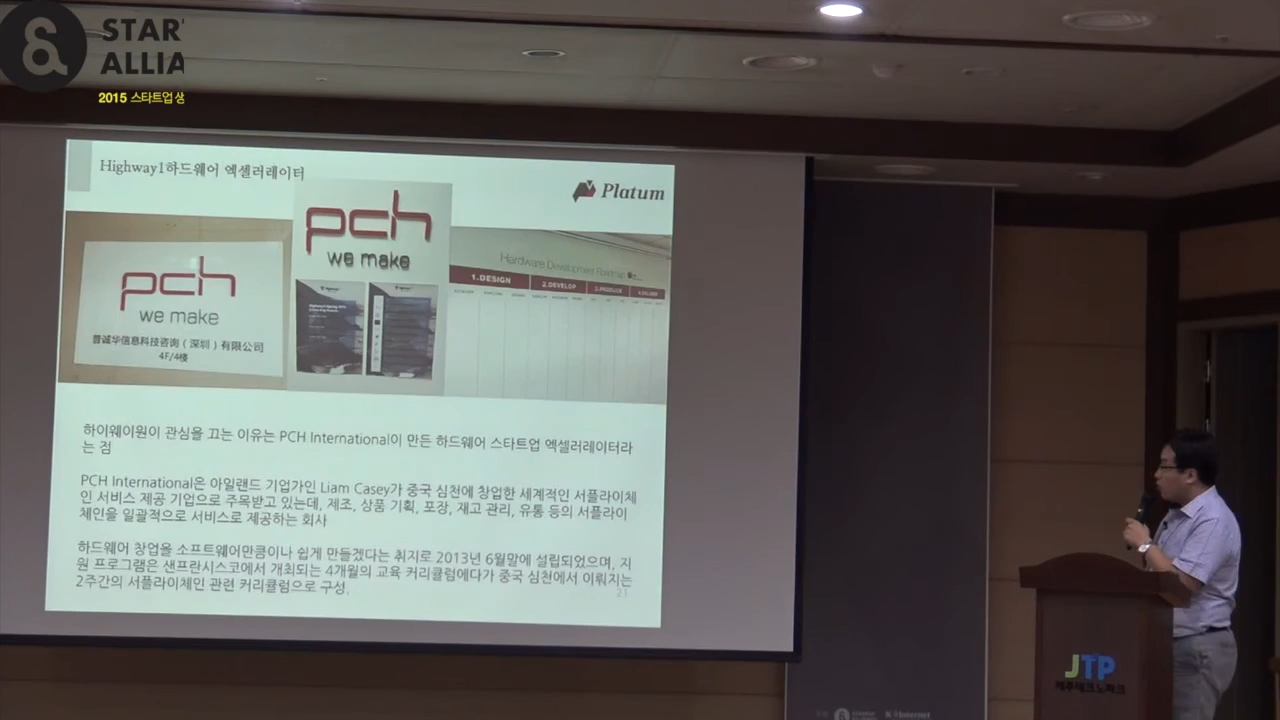 STAR
ALLIA
2015 스타트업 생
Highway1하드웨어 엑셀러레이터
Platum
pch
we make
普诚华信息科技咨询（深圳）有限公司
4F/4楼
pch
we make
Hardware Development Roadmap
1.DESIGN
2.DEVELOP
3.PRODUCE
하이웨이원이 관심을 끄는 이유는 PCH International이 만든 하드웨어 스타트업 엑셀러레이터라
는 점
PCH International은 아일랜드 기업가인 Liam Casey가 중국 심천에 창업한 세계적인 서플라이체
인 서비스 제공 기업으로 주목받고 있는데, 제조, 상품 기획, 포장, 재고 관리, 유통 등의 서플라이
체인을 일괄적으로 서비스로 제공하는 회사
하드웨어 창업을 소프트웨어만큼이나 쉽게 만들겠다는 취지로 2013년 6월말에 설립되었으며, 지
원 프로그램은 샌프란시스코에서 개최되는 4개월의 교육 커리큘럼에다가 중국 심천에서 이뤄지는
2주간의 서플라이체인 관련 커리큘럼으로 구성.
21
JTP
제주테크노파크